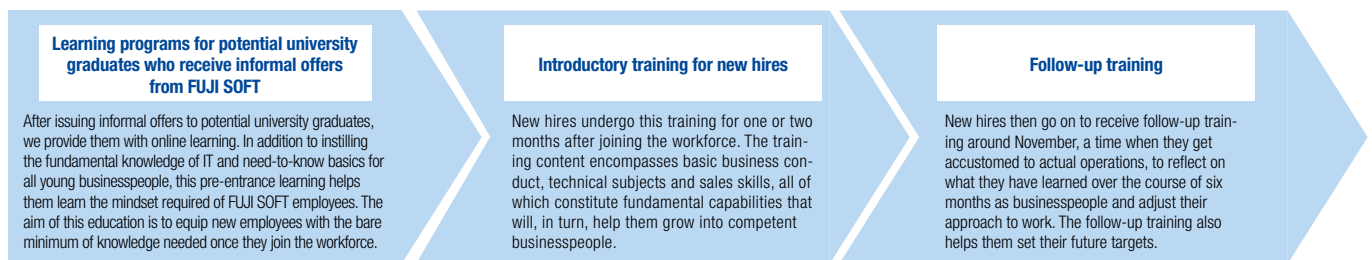 Learning programs for potential university
graduates who receive informal offers
from FUJI SOFT
After issuing informal offers to potential university graduates,
we provide them with online learning. In addition to instilling
the fundamental knowledge of IT and need-to-know basics for
all young businesspeople, this pre-entrance learning helps
them learn the mindset required of FUJI SOFT employees. The
aim of this education is to equip new employees with the bare
minimum of knowledge needed once they join the workforce.
Introductory training for new hires
New hires undergo this training for one or two
months after joining the workforce. The train-
ing content encompasses basic business con-
duct, technical subjects and sales skills, all of
which constitute fundamental capabilities that
will, in turn, help them grow into competent
businesspeople.
Follow-up training
New hires then go on to receive follow-up train-
ing around November, a time when they get
accustomed to actual operations, to reflect on
what they have learned over the course of six
months as businesspeople and adjust their
approach to work. The follow-up training also
helps them set their future targets.